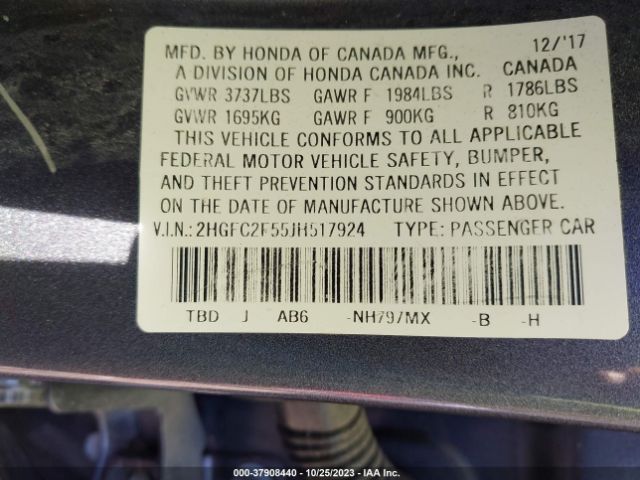 MFD. BY HONDA OF CANADA MFG., 12/'17
A DIVISION OF HONDA CANADA INC. CANADA
GVWR 3737LBS GAWR F 1984LBS R 1786LBS
GVWR 1695KG GAWR F 900KG R 810KG
THIS VEHICLE CONFORMS TO ALL APPLICABLE
FEDERAL MOTOR VEHICLE SAFETY, BUMPER,
AND THEFT PREVENTION STANDARDS IN EFFECT
ON THE DATE OF MANUFACTURE SHOWN ABOVE.
V.I.N.: 2HGFC2F55JH517924 TYPE: PASSENGER CAR
TBD J AB6 -NH797MX -B -H
000-37908440 - 10/25/2023 - IAA Inc.